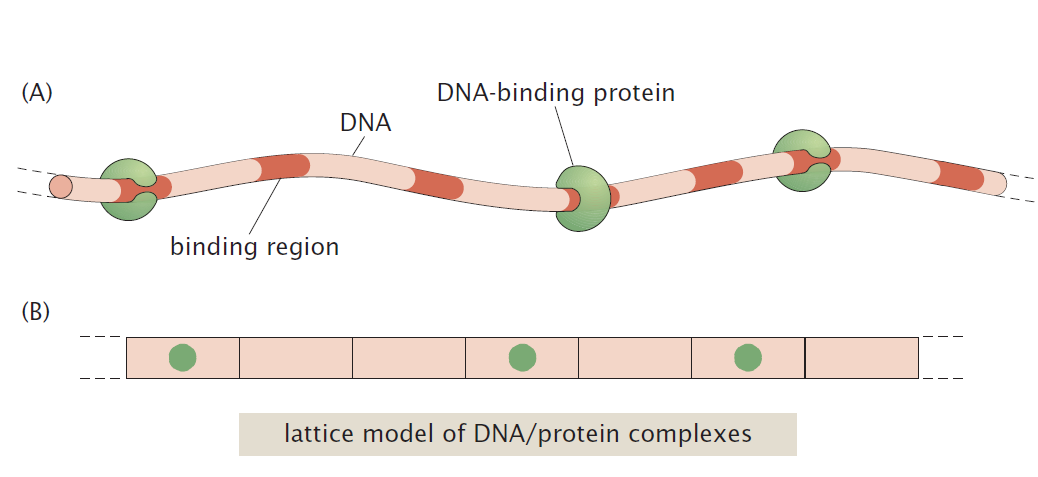 (A)
DNA-binding protein
DNA
binding region
(B)
lattice model of DNA/protein complexes